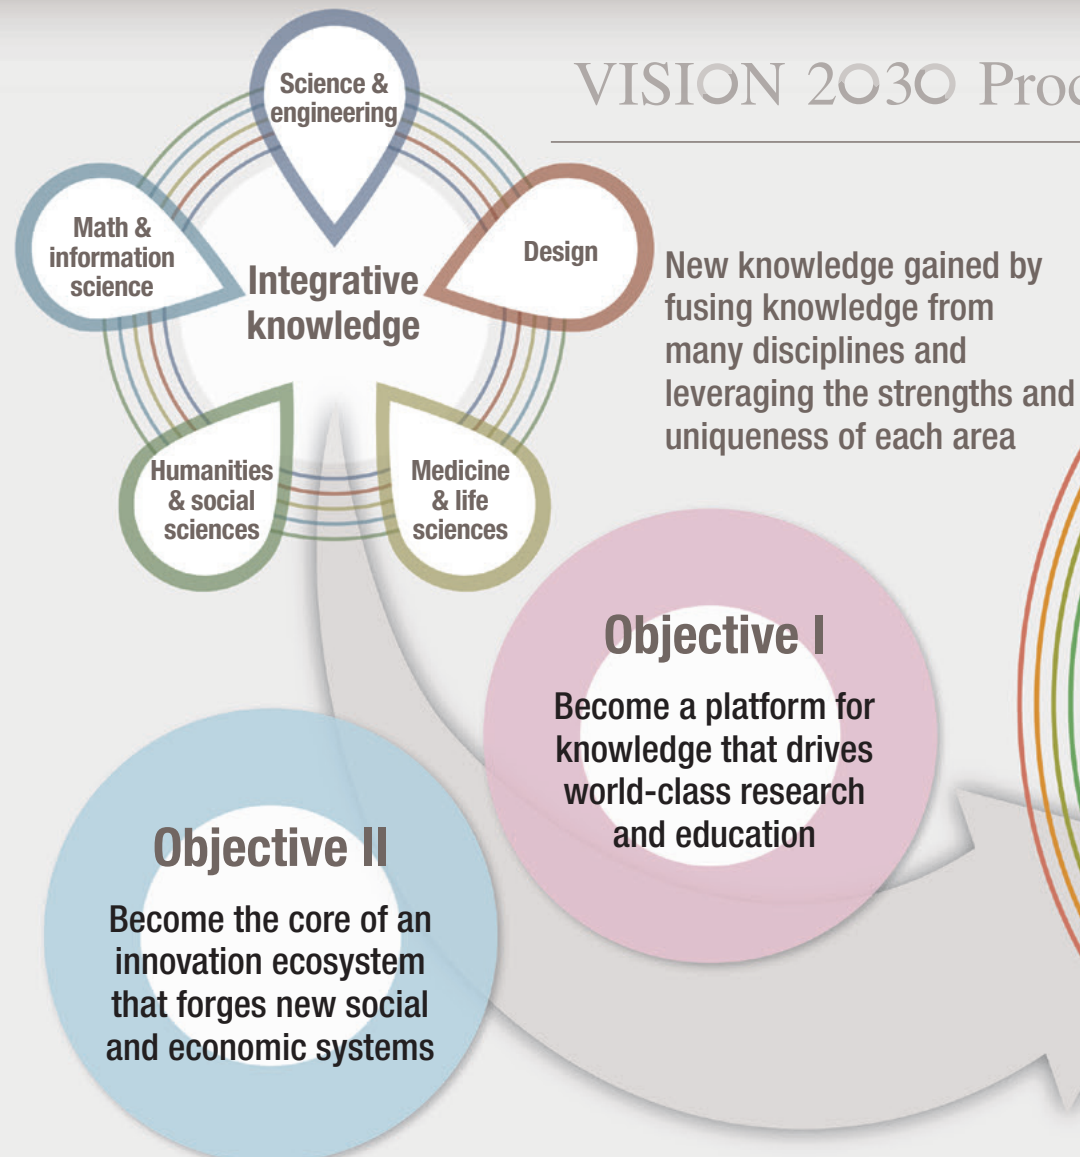 VISION 2030 Proc
Science &
engineering
Math &
information
science
Design
Integrative
knowledge
New knowledge gained by
fusing knowledge from
many disciplines and
leveraging the strengths and
uniqueness of each area
Humanities
& social
sciences
Medicine
& life
sciences
Objective I
Become a platform for
knowledge that drives
world-class research
and education
Objective II
Become the core of an
innovation ecosystem
that forges new social
and economic systems